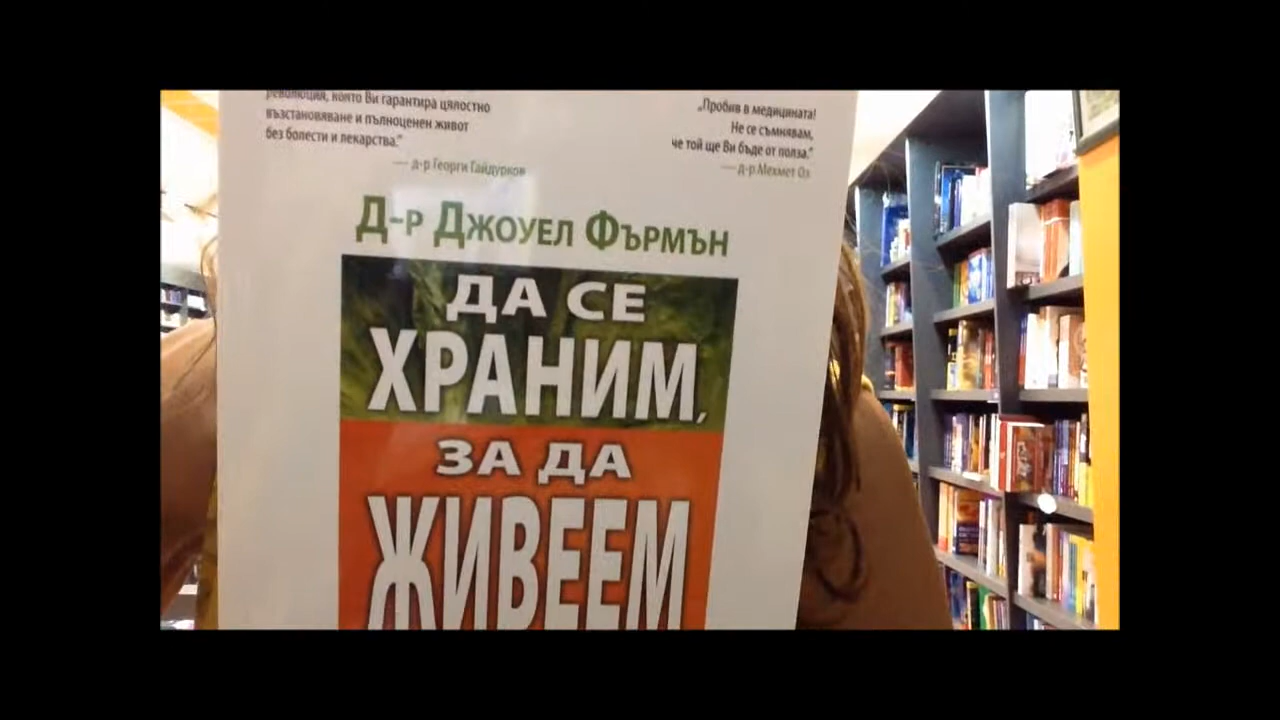 революция, която Ви гарантира цялостно
възстановяване и пълноценен живот
без болести и лекарства.“
— д-р Георги Гайдурков
„Пробив в медицината!
Не се съмнявам,
че той ще Ви бъде от полза.“
— д-р Мехмет Оз
Д-р Джоуел Фърмън
ДА СЕ
ХРАНИМ,
ЗА ДА
ЖИВЕЕМ